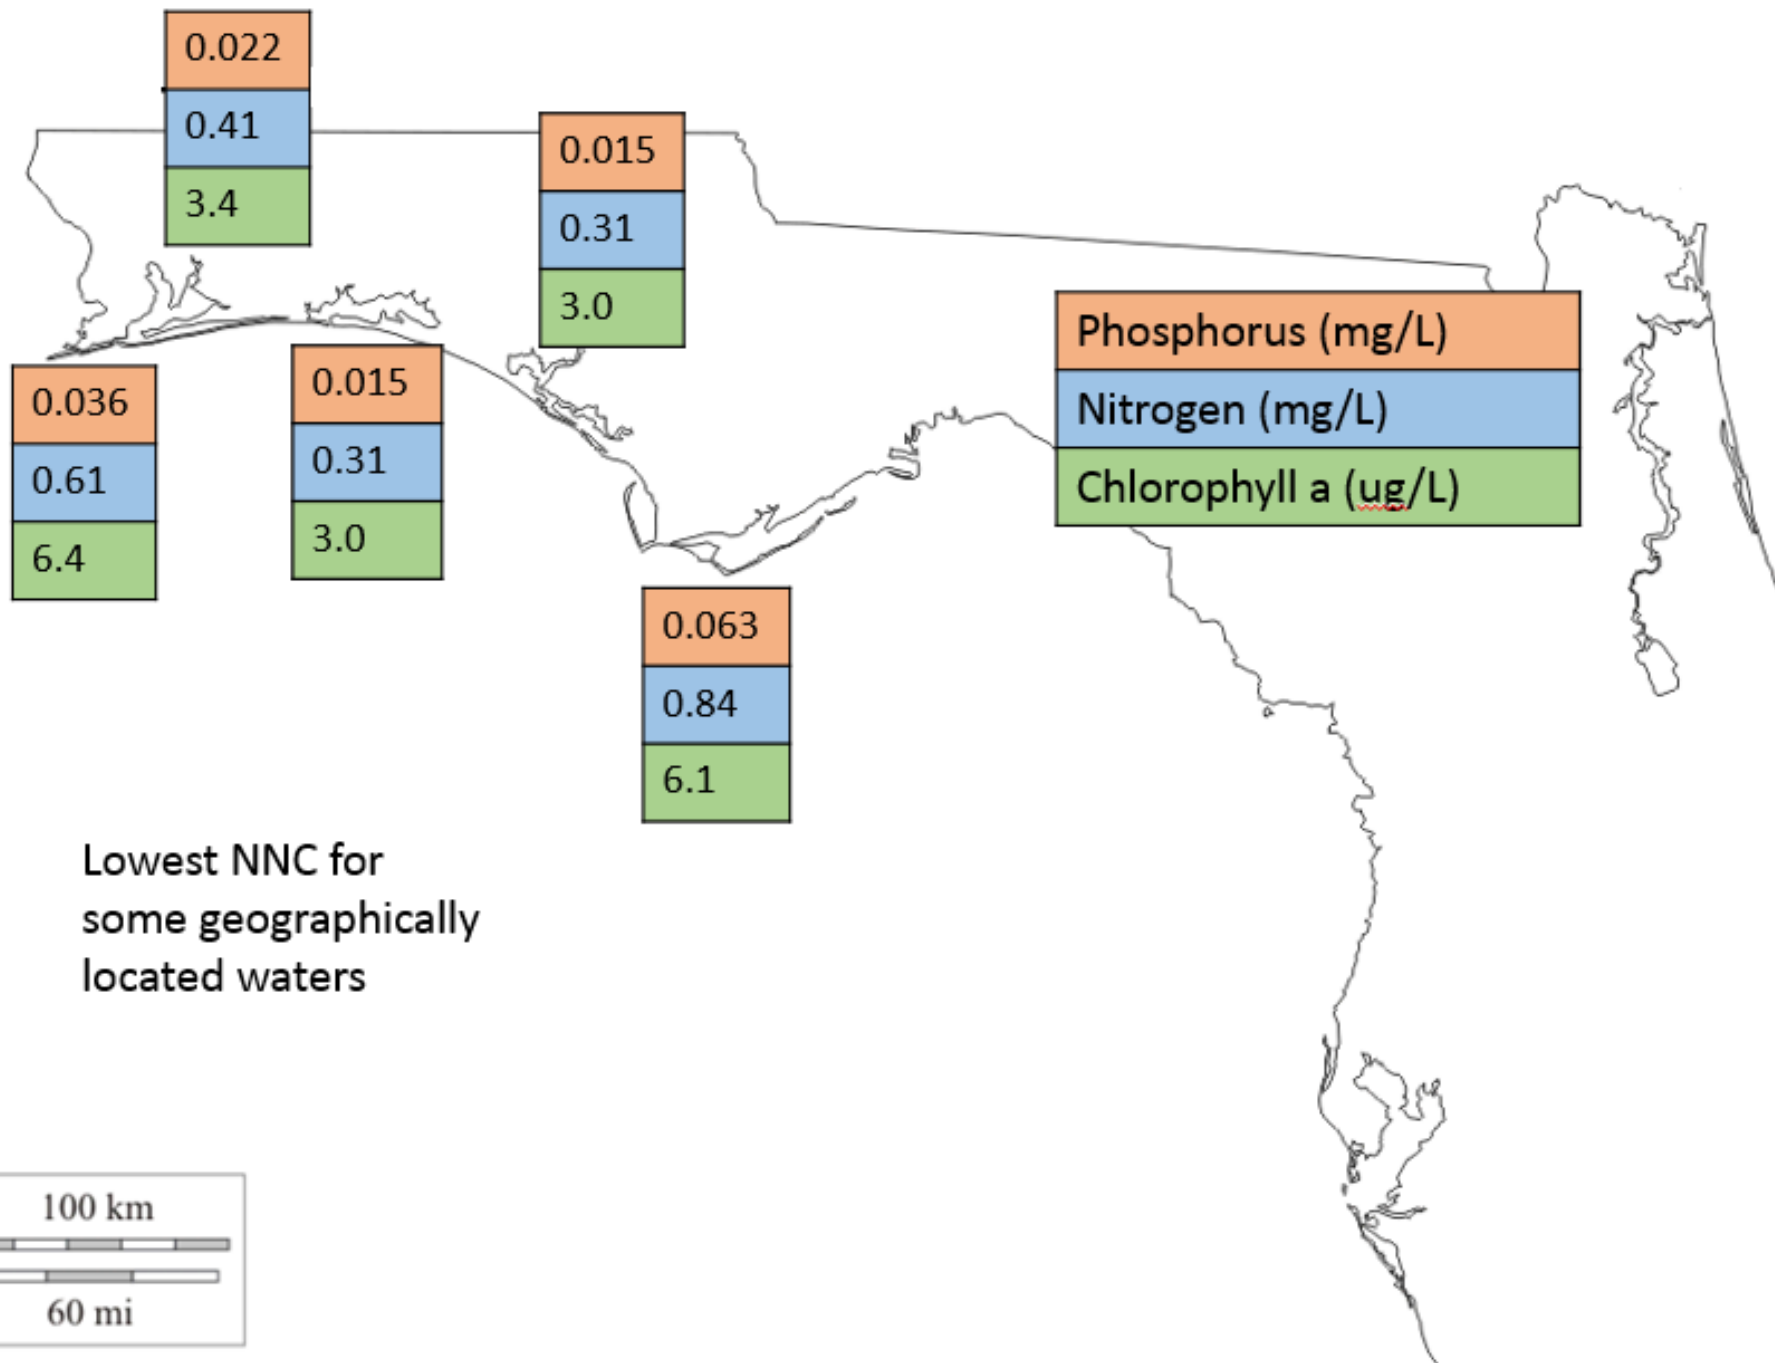 0.022
0.41
3.4
0.015
0.31
3.0
Phosphorus (mg/L)
Nitrogen (mg/L)
Chlorophyll a (ug/L)
0.036
0.61
6.4
0.015
0.31
3.0
0.063
0.84
6.1
Lowest NNC for
some geographically
located waters
100 km
60 mi